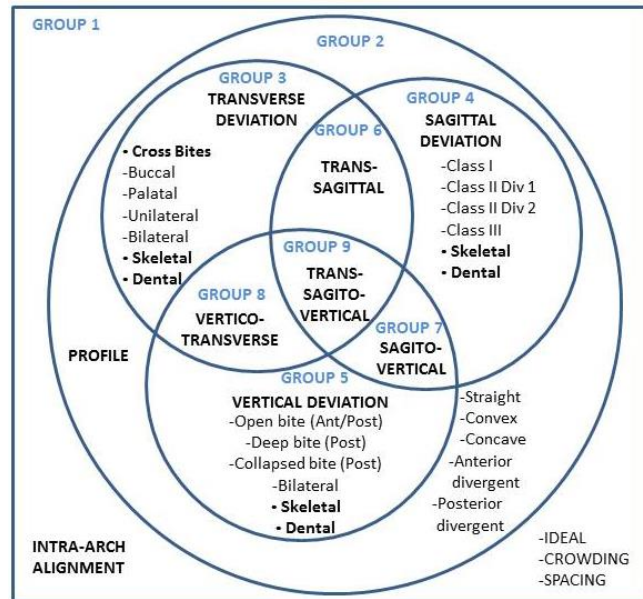 GROUP 1
GROUP 2
GROUP 3
TRANSVERSE
DEVIATION
• Cross Bites
-Buccal
-Palatal
-Unilateral
-Bilateral
• Skeletal
• Dental
GROUP 4
SAGITTAL
DEVIATION
-Class I
-Class II Div 1
-Class II Div 2
-Class III
• Skeletal
• Dental
GROUP 6
TRANS-
SAGITTAL
GROUP 9
TRANS-
SAGITO-
VERTICAL
GROUP 8
VERTICO-
TRANSVERSE
GROUP 7
SAGITO-
VERTICAL
GROUP 5
VERTICAL DEVIATION
-Open bite (Ant/Post)
-Deep bite (Post)
-Collapsed bite (Post)
-Bilateral
• Skeletal
• Dental
PROFILE
-Straight
-Convex
-Concave
-Anterior
divergent
-Posterior
divergent
INTRA-ARCH
ALIGNMENT
-IDEAL
-CROWDING
-SPACING